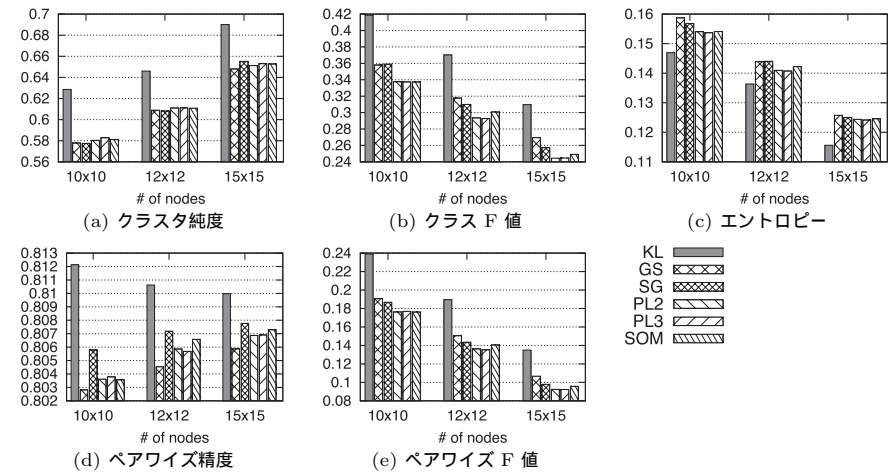 0.7
0.68
0.66
0.64
0.62
0.6
0.58
0.56
10x10 12x12 15x15
# of nodes
(a) クラスタ純度
0.42
0.4
0.38
0.36
0.34
0.32
0.3
0.28
0.26
0.24
10x10 12x12 15x15
# of nodes
(b) クラス F 値
0.16
0.15
0.14
0.13
0.12
0.11
10x10 12x12 15x15
# of nodes
(c) エントロピー
0.813
0.812
0.811
0.81
0.809
0.808
0.807
0.806
0.805
0.804
0.803
0.802
10x10 12x12 15x15
# of nodes
(d) ペアワイズ精度
0.24
0.22
0.2
0.18
0.16
0.14
0.12
0.1
0.08
10x10 12x12 15x15
# of nodes
(e) ペアワイズ F 値
KL
GS
SG
PL2
PL3
SOM